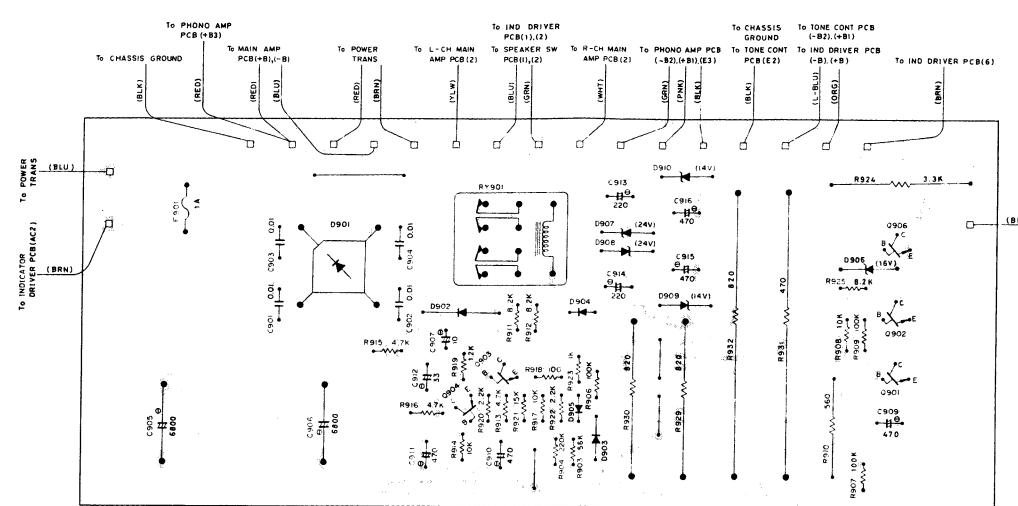 To PHONO AMP
PCB (+B3)
To CHASSIS GROUND
To MAIN AMP
PCB(+B),(-B)
To POWER
TRANS
To L-CH MAIN
AMP PCB(2)
To IND DRIVER
PCB(1),(2)
To SPEAKER SW
PCB(1),(2)
To R-CH MAIN
AMP PCB(2)
To PHONO AMP PCB
(-B2),(+B1),(E3)
To CHASSIS
GROUND
To TONE CONT
PCB(E2)
To TONE CONT PCB
(-B2),(+B1)
To IND DRIVER PCB
(-B),(+B)
To IND DRIVER PCB(6)
(BLK)
(RED)
(RED)
(BLU)
(RED)
(BRN)
(YLW)
(BLU)
(GRN)
(WHT)
(GRN)
(PNK)
(BLK)
(BLK)
(L-BLU)
(ORG)
(BRN)
To POWER
TRANS
(BLU)
To INDICATOR
DRIVER PCB(AC2)
(BRN)
F901
1A
D901
C903
0.01
C904
0.01
C901
0.01
C902
0.01
RY901
C913
220
D910
(14V)
C916
470
D907
(24V)
D908
(24V)
C914
220
C915
470
D909
(14V)
R924
3.3K
Q906
B
C
E
D906
(16V)
R925
8.2K
(B
D902
R911
8.2K
R912
8.2K
D904
R915
4.7K
C907
10
R919
1.2K
Q903
B
C
E
R918
100
R923
1K
R906
100K
C912
33
R916
4.7K
Q904
B
E
R920
2.2K
R913
4.7K
R921
15K
R917
10K
R922
2.2K
D905
C911
470
R914
10K
C910
470
R904
220K
R903
56K
D903
R930
820
R929
820
R932
820
R931
470
B
C
E
Q902
R908
10K
R909
100K
B
C
E
Q901
C909
470
R910
560
R907
100K
C905
6800
C906
6800